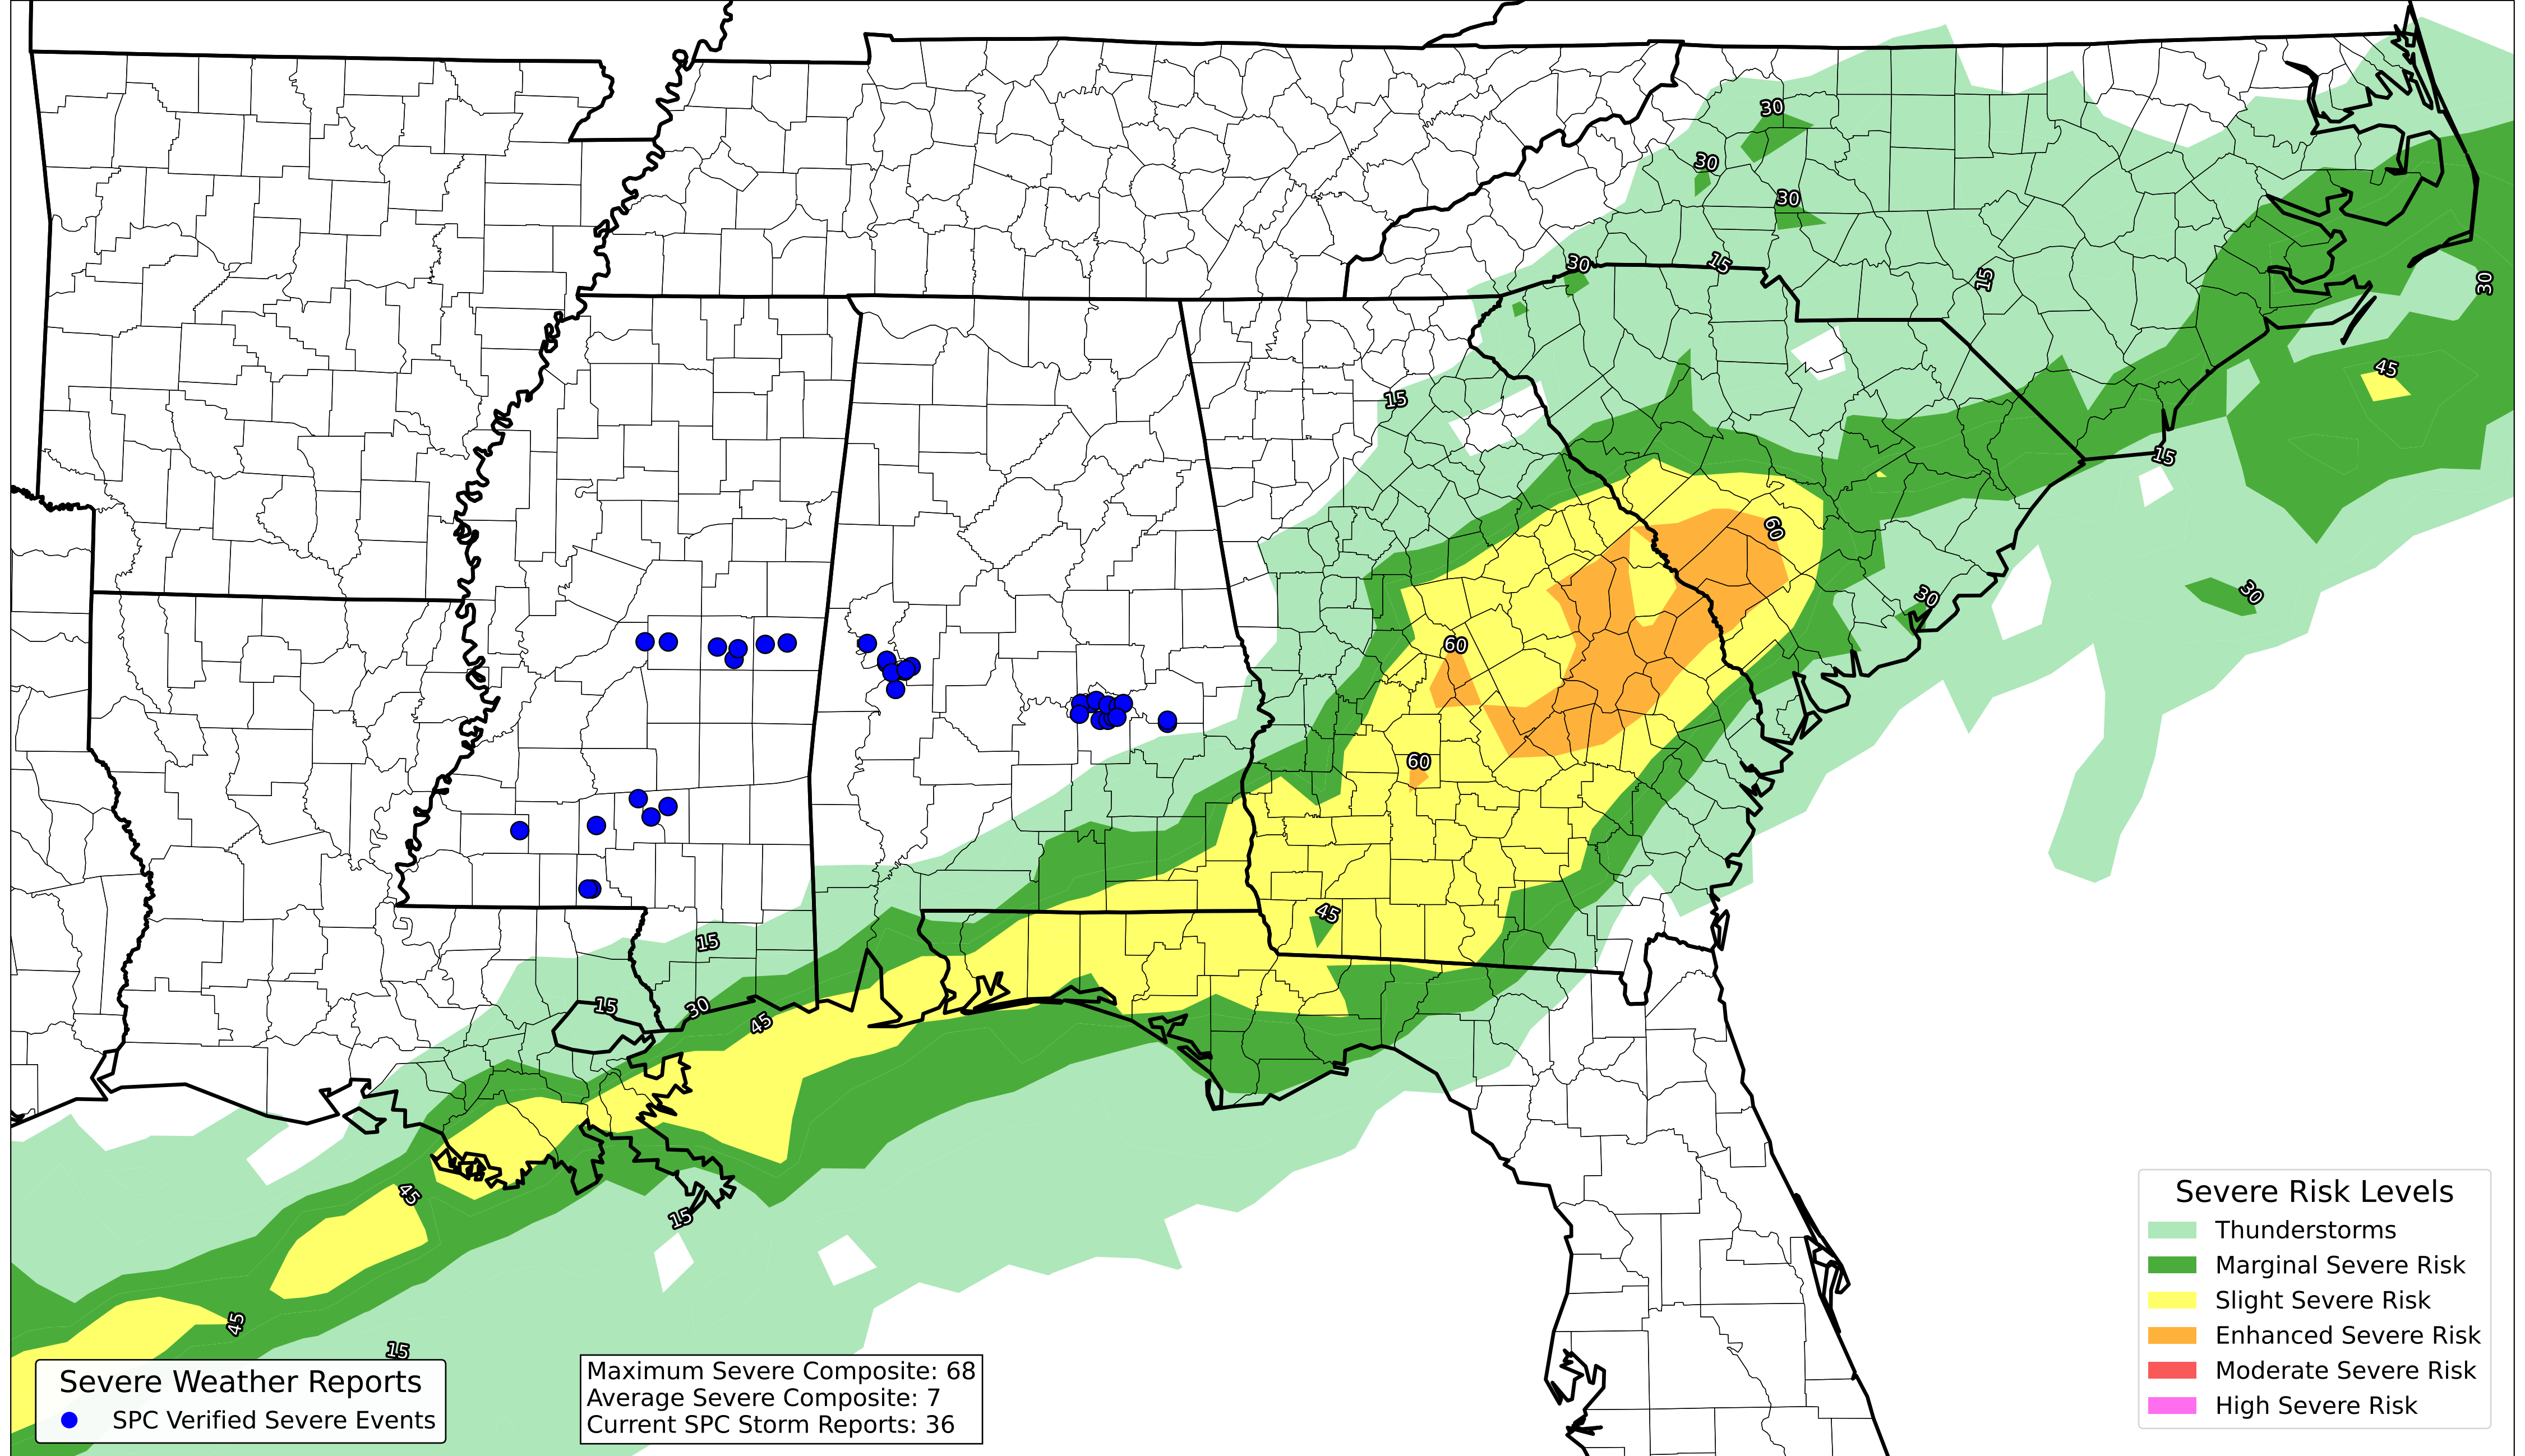 30
30
30
30
15
15
30
15
45
15
60
30
30
60
60
45
15
15
30
45
45
15
45
15
Severe Weather Reports
SPC Verified Severe Events
Maximum Severe Composite: 68
Average Severe Composite: 7
Current SPC Storm Reports: 36
Severe Risk Levels
Thunderstorms
Marginal Severe Risk
Slight Severe Risk
Enhanced Severe Risk
Moderate Severe Risk
High Severe Risk